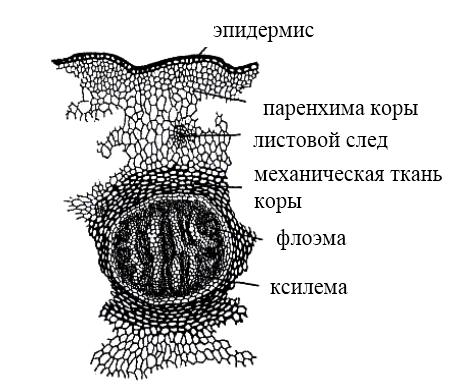 эпидермис
паренхима коры
листовой след
механическая ткань
коры
флоэма
ксилема